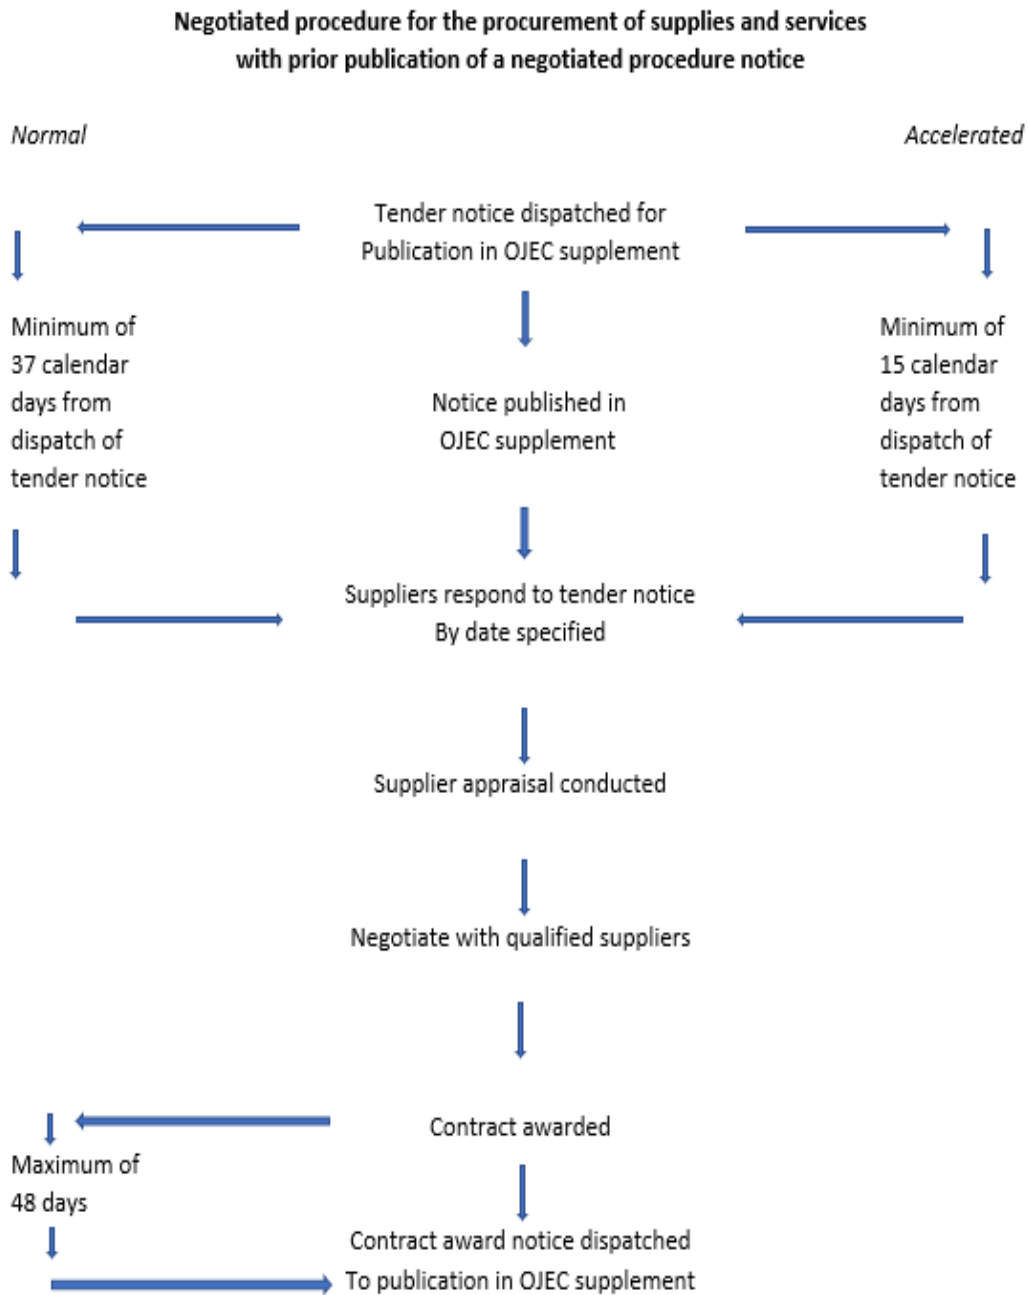 Negotiated procedure for the procurement of supplies and services
with prior publication of a negotiated procedure notice
Normal
Accelerated
Tender notice dispatched for
Publication in OJEC supplement
Minimum of
37 calendar
days from
dispatch of
tender notice
Notice published in
OJEC supplement
Minimum of
15 calendar
days from
dispatch of
tender notice
Suppliers respond to tender notice
By date specified
Supplier appraisal conducted
Negotiate with qualified suppliers
Contract awarded
Maximum of
48 days
Contract award notice dispatched
To publication in OJEC supplement